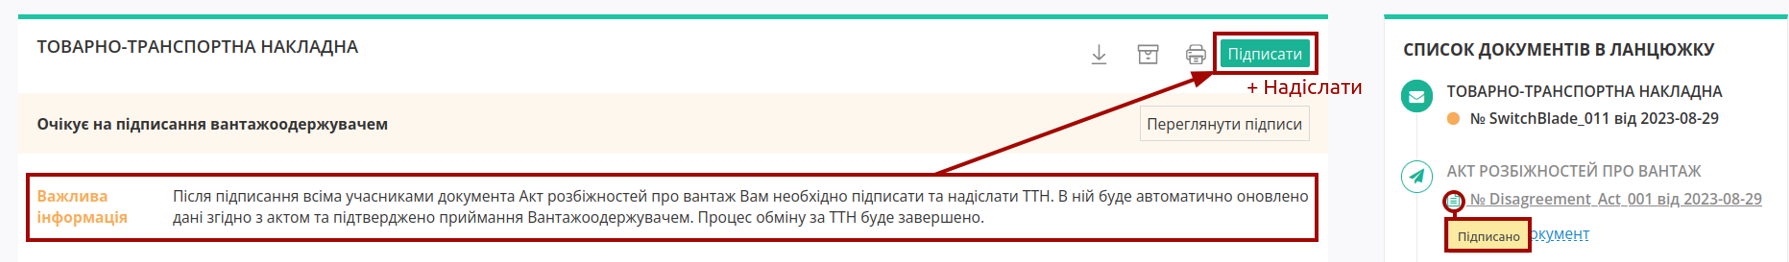 ТОВАРНО-ТРАНСПОРТНА НАКЛАДНА
Підписати
+ Надіслати
Очікує на підписання вантажоодержувачем
Переглянути підписи
Важлива інформація
Після підписання всіма учасниками документа Акт розбіжностей про вантаж Вам необхідно підписати та надіслати ТТН. В ній буде автоматично оновлено
дані згідно з актом та підтверджено приймання Вантажоодержувачем. Процес обміну за ТТН буде завершено.
СПИСОК ДОКУМЕНТІВ В ЛАНЦЮЖКУ
ТОВАРНО-ТРАНСПОРТНА НАКЛАДНА
№ SwitchBlade_011 від 2023-08-29
АКТ РОЗБІЖНОСТЕЙ ПРО ВАНТАЖ
№ Disagreement_Act_001 від 2023-08-29
Підписано окумент